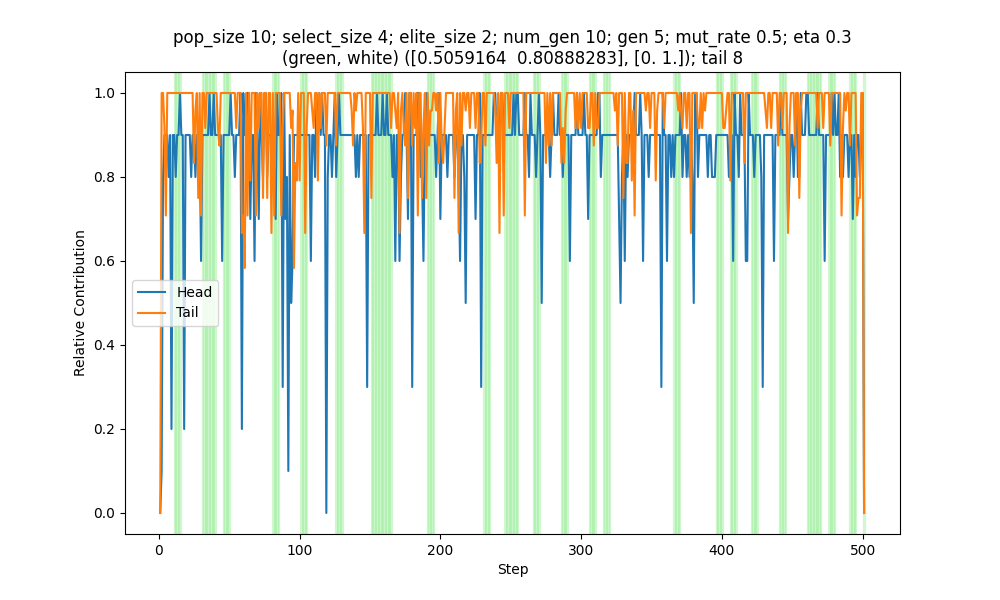 pop_size 10; select_size 4; elite_size 2; num_gen 10; gen 5; mut_rate 0.5; eta 0.3
(green, white) ([0.5059164  0.80888283], [0. 1.]); tail 8
1.0
0.8
0.6
0.4
0.2
0.0
Relative Contribution
Head
Tail
0 100 200 300 400 500
Step